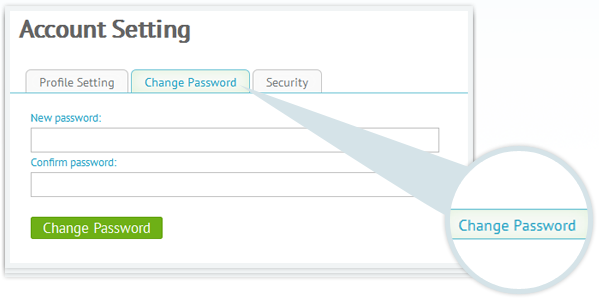 Account Setting
Profile Setting Change Password Security
New password:
Confirm password:
Change Password
Change Password